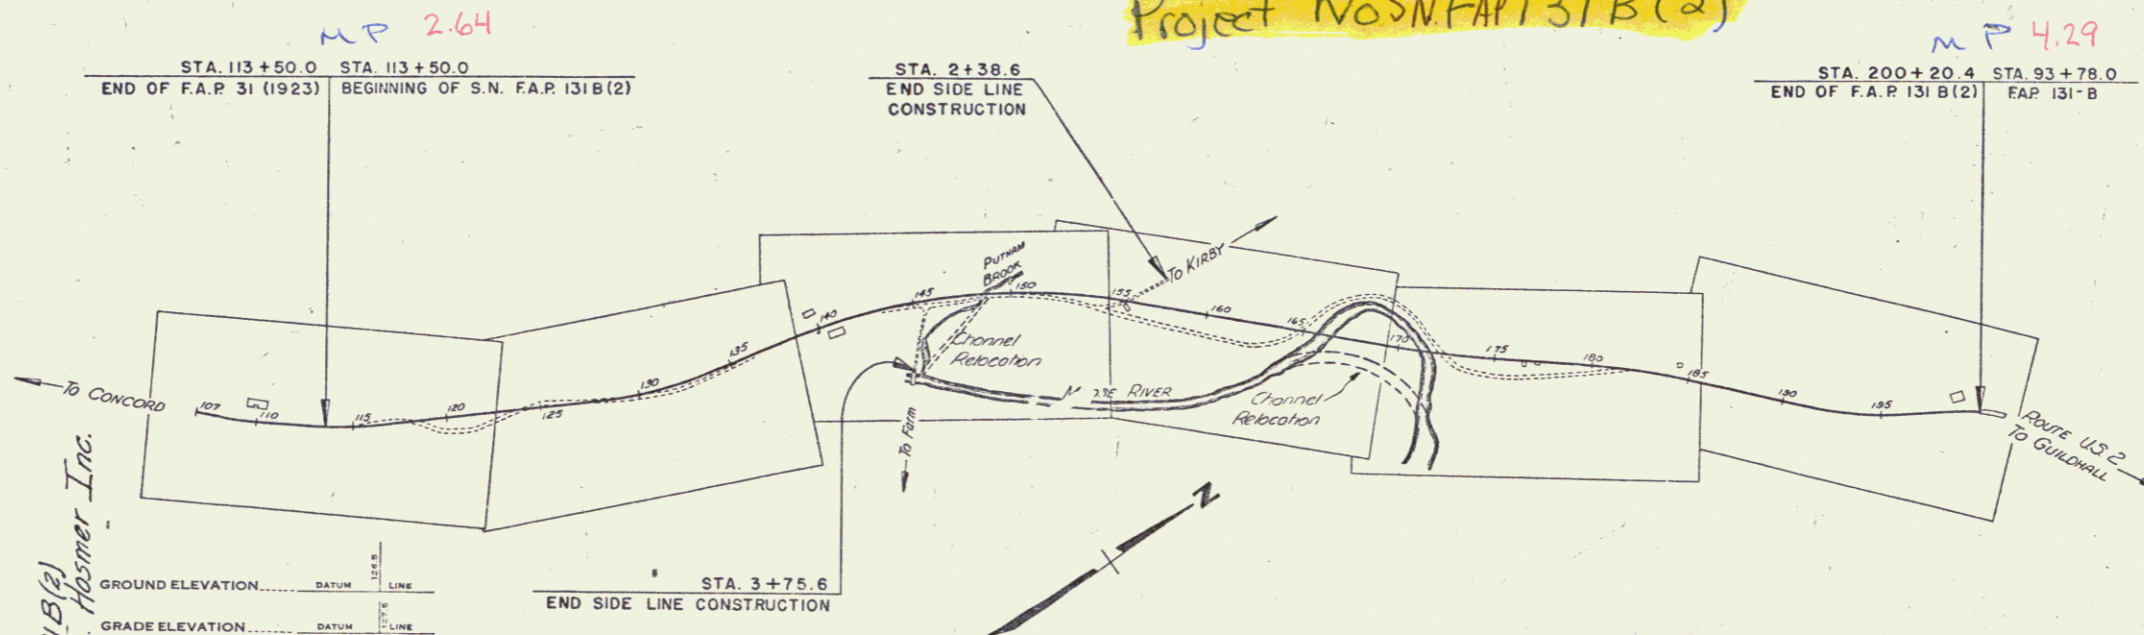 Project No S.N. FAP 131 B (2)
MP 2.64
MP 4.29
STA. 113+50.0 STA. 113+50.0
END OF F.A.P. 31 (1923) BEGINNING OF S.N. F.A.P. 131 B(2)
STA. 2+38.6
END SIDE LINE
CONSTRUCTION
STA. 200+20.4 STA. 93+78.0
END OF F.A.P. 131 B(2) F.A.P. 131-B
To KIRBY
PUTNAM
BROOK
To CONCORD
107
110
115
120
125
130
135
140
145
150
155
160
165
170
175
180
185
190
195
Channel
Relocation
RIVER
Channel
Relocation
To Farm
ROUTE U.S. 2
To GUILDHALL
N
STA. 3+75.6
END SIDE LINE CONSTRUCTION
B(2)
Hosmer Inc.
GROUND ELEVATION DATUM 126.5 LINE
GRADE ELEVATION DATUM 127.5 LINE